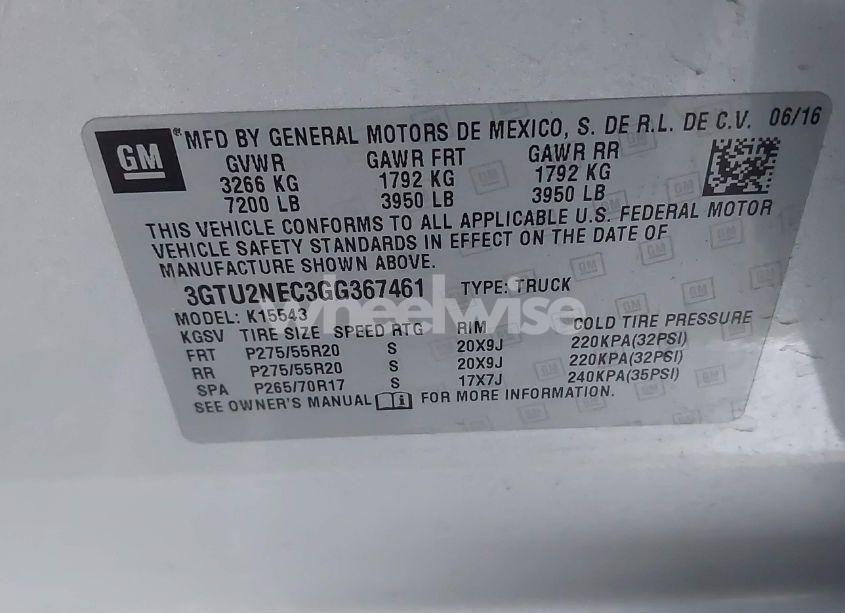 GM ® MFD BY GENERAL MOTORS DE MEXICO, S. DE R.L. DE C.V. 06/16
GVWR GAWR FRT GAWR RR
3266 KG 1792 KG 1792 KG
7200 LB 3950 LB 3950 LB
THIS VEHICLE CONFORMS TO ALL APPLICABLE U.S. FEDERAL MOTOR
VEHICLE SAFETY STANDARDS IN EFFECT ON THE DATE OF
MANUFACTURE SHOWN ABOVE.
3GTU2NEC3GG367461 TYPE: TRUCK
wheelwise
MODEL: K15543
KGSV TIRE SIZE SPEED RTG RIM COLD TIRE PRESSURE
FRT P275/55R20 S 20X9J 220KPA(32PSI)
RR P275/55R20 S 20X9J 220KPA(32PSI)
SPA P265/70R17 S 17X7J 240KPA(35PSI)
SEE OWNER'S MANUAL i FOR MORE INFORMATION.